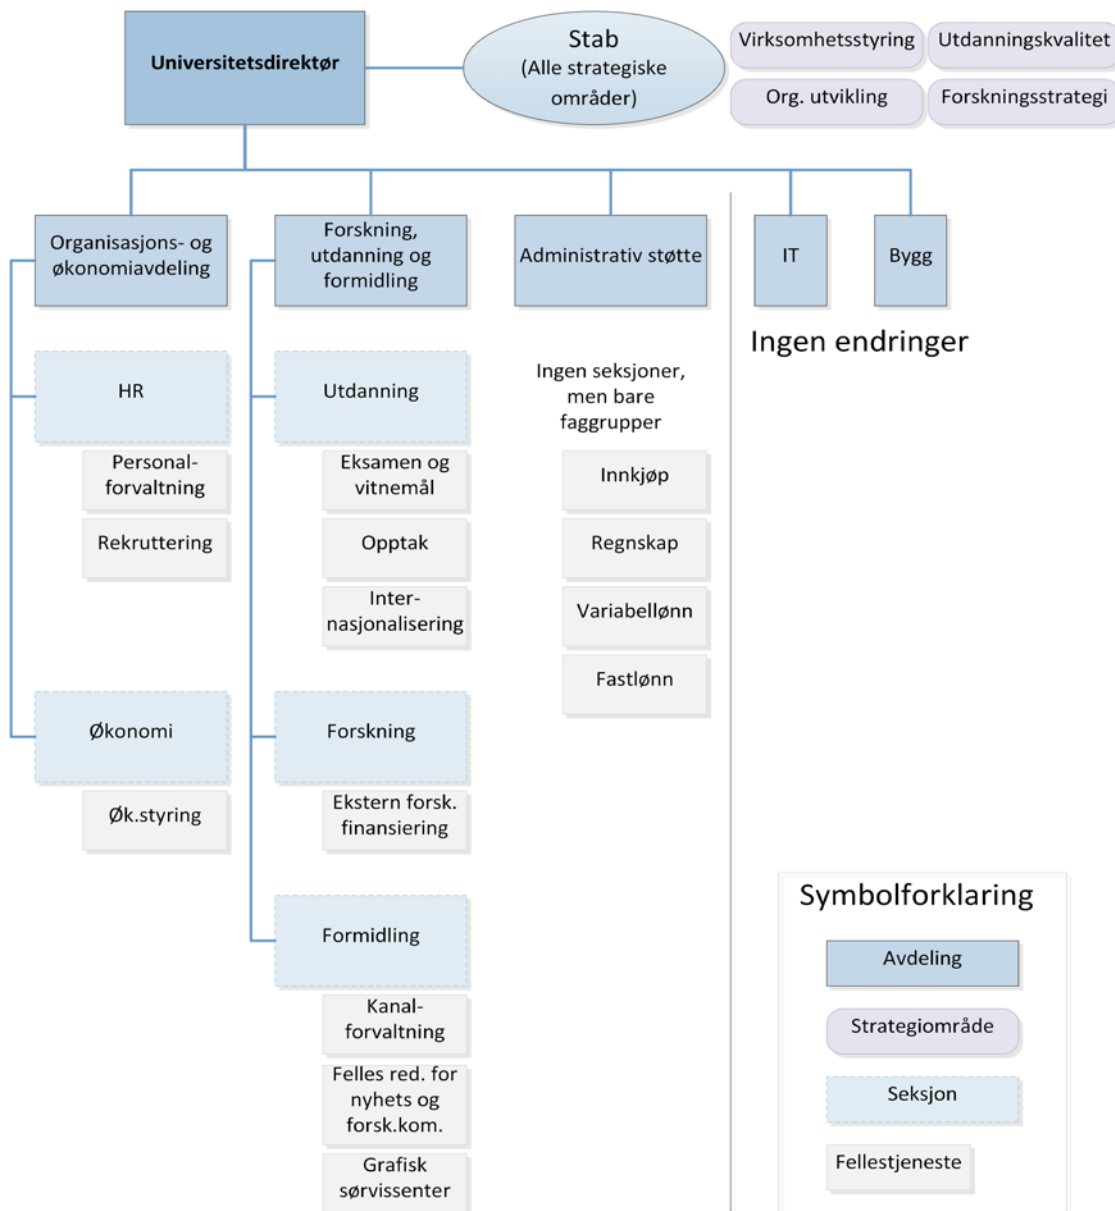 Universitetsdirektør
Stab
(Alle strategiske
områder)
Virksomhetsstyring
Utdanningskvalitet
Org. utvikling
Forskningsstrategi
Organisasjons- og
økonomiavdeling
Forskning,
utdanning og
formidling
Administrativ støtte
IT
Bygg
Ingen endringer
HR
Personal-
forvaltning
Rekruttering
Økonomi
Øk.styring
Utdanning
Eksamen og
vitnemål
Opptak
Inter-
nasjonalisering
Forskning
Ekstern forsk.
finansiering
Formidling
Kanal-
forvaltning
Felles red. for
nyhets og
forsk.kom.
Grafisk
sørvissenter
Ingen seksjoner,
men bare
faggrupper
Innkjøp
Regnskap
Variabellønn
Fastlønn
Symbolforklaring
Avdeling
Strategiområde
Seksjon
Fellestjeneste